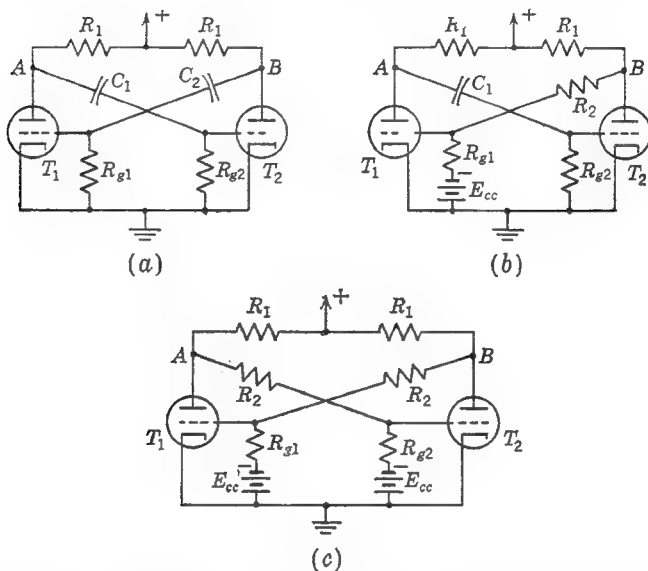 R1 + R1
A B
C1 C2
T1 Rg1 Rg2 T2
(a)
R1 + R1
A B
C1 R2
T1 Rg1 Rg2 T2
− Ecc
(b)
R1 + R1
A B
R2 R2
T1 Rg1 Rg2 T2
Ecc − − Ecc
(c)